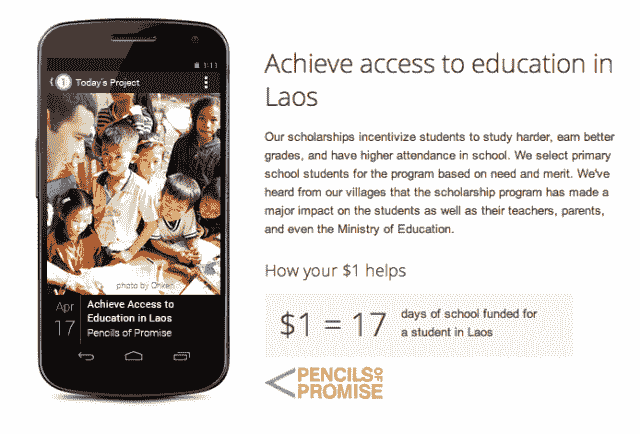 1:11
1 Today's Project
photo by Onken
Apr
17
Achieve Access to
Education in Laos
Pencils of Promise
Achieve access to education in
Laos
Our scholarships incentivize students to study harder, earn better
grades, and have higher attendance in school. We select primary
school students for the program based on need and merit. We've
heard from our villages that the scholarship program has made a
major impact on the students as well as their teachers, parents,
and even the Ministry of Education.
How your $1 helps
$1 = 17
days of school funded for
a student in Laos
PENCILS OF
PROMISE